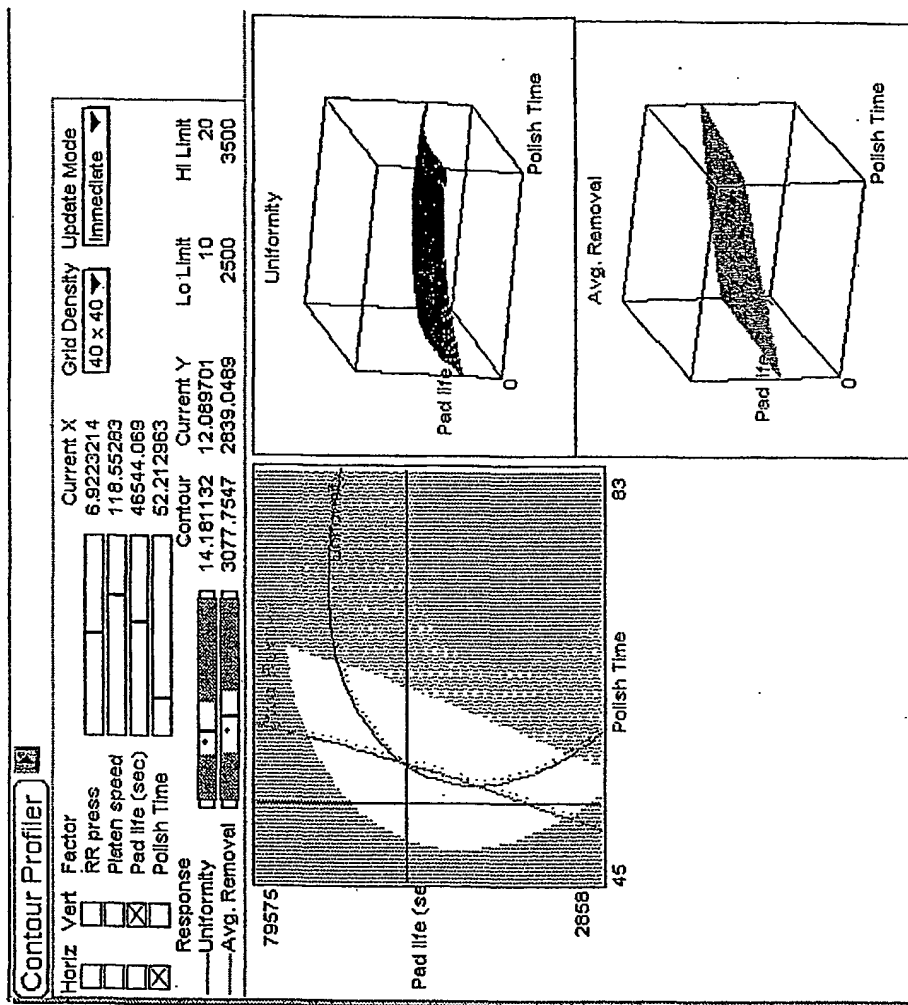 Contour Profiler
Horiz Vert Factor Current X Grid Density Update Mode
RR press 6.9223214 40 x 40 Immediate
Platen speed 118.55283
Pad life (sec) 46544.069
Polish Time 52.212963
Response Contour Current Y Lo Limit Hi Limit
Uniformity 14.181132 12.089701 10 20
Avg. Removal 3077.7547 2839.0489 2500 3500
79575
Pad life (sec
2858
45 Polish Time 83
Uniformity
Pad life
0
Polish Time
Avg. Removal
Pad life
0
Polish Time